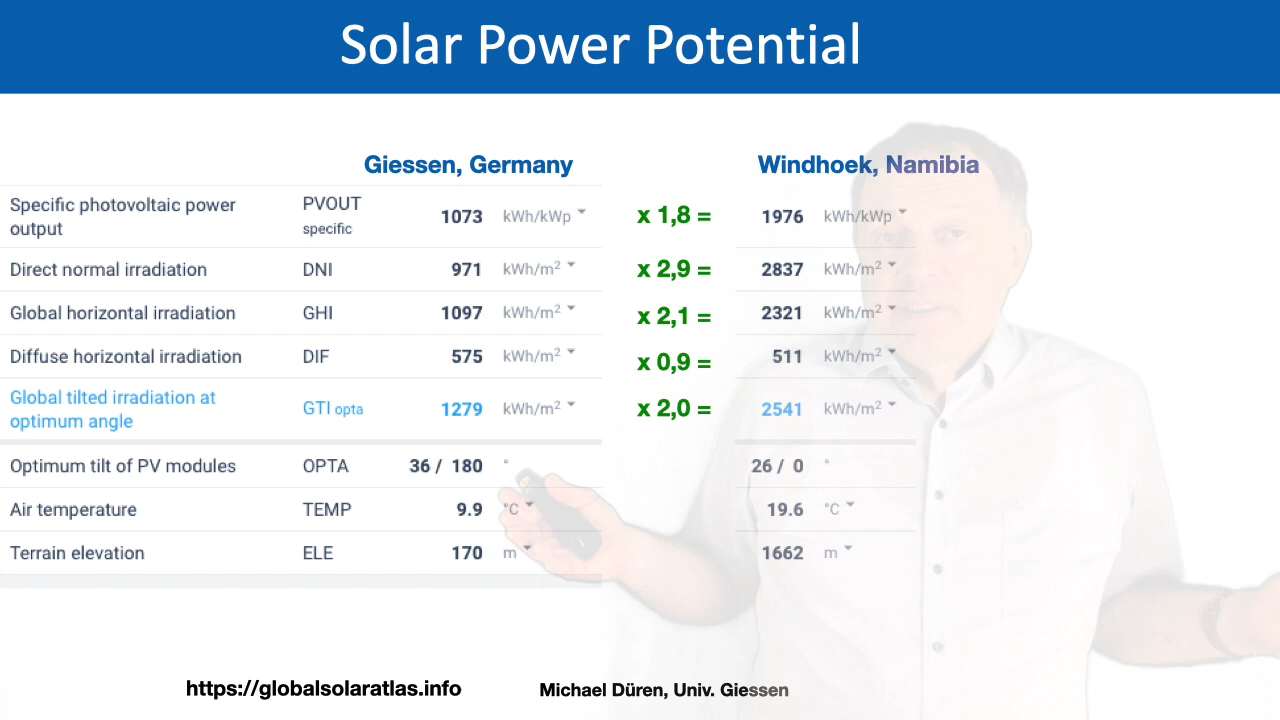 Solar Power Potential
Giessen, Germany Windhoek, Namibia
Specific photovoltaic power output PVOUT specific 1073 kWh/kWp x 1,8 = 1976 kWh/kWp
Direct normal irradiation DNI 971 kWh/m² x 2,9 = 2837 kWh/m²
Global horizontal irradiation GHI 1097 kWh/m² x 2,1 = 2321 kWh/m²
Diffuse horizontal irradiation DIF 575 kWh/m² x 0,9 = 511 kWh/m²
Global tilted irradiation at optimum angle GTI opta 1279 kWh/m² x 2,0 = 2541 kWh/m²
Optimum tilt of PV modules OPTA 36 / 180 ° 26 / 0 °
Air temperature TEMP 9.9 °C 19.6 °C
Terrain elevation ELE 170 m 1662 m
https://globalsolaratlas.info Michael Düren, Univ. Giessen